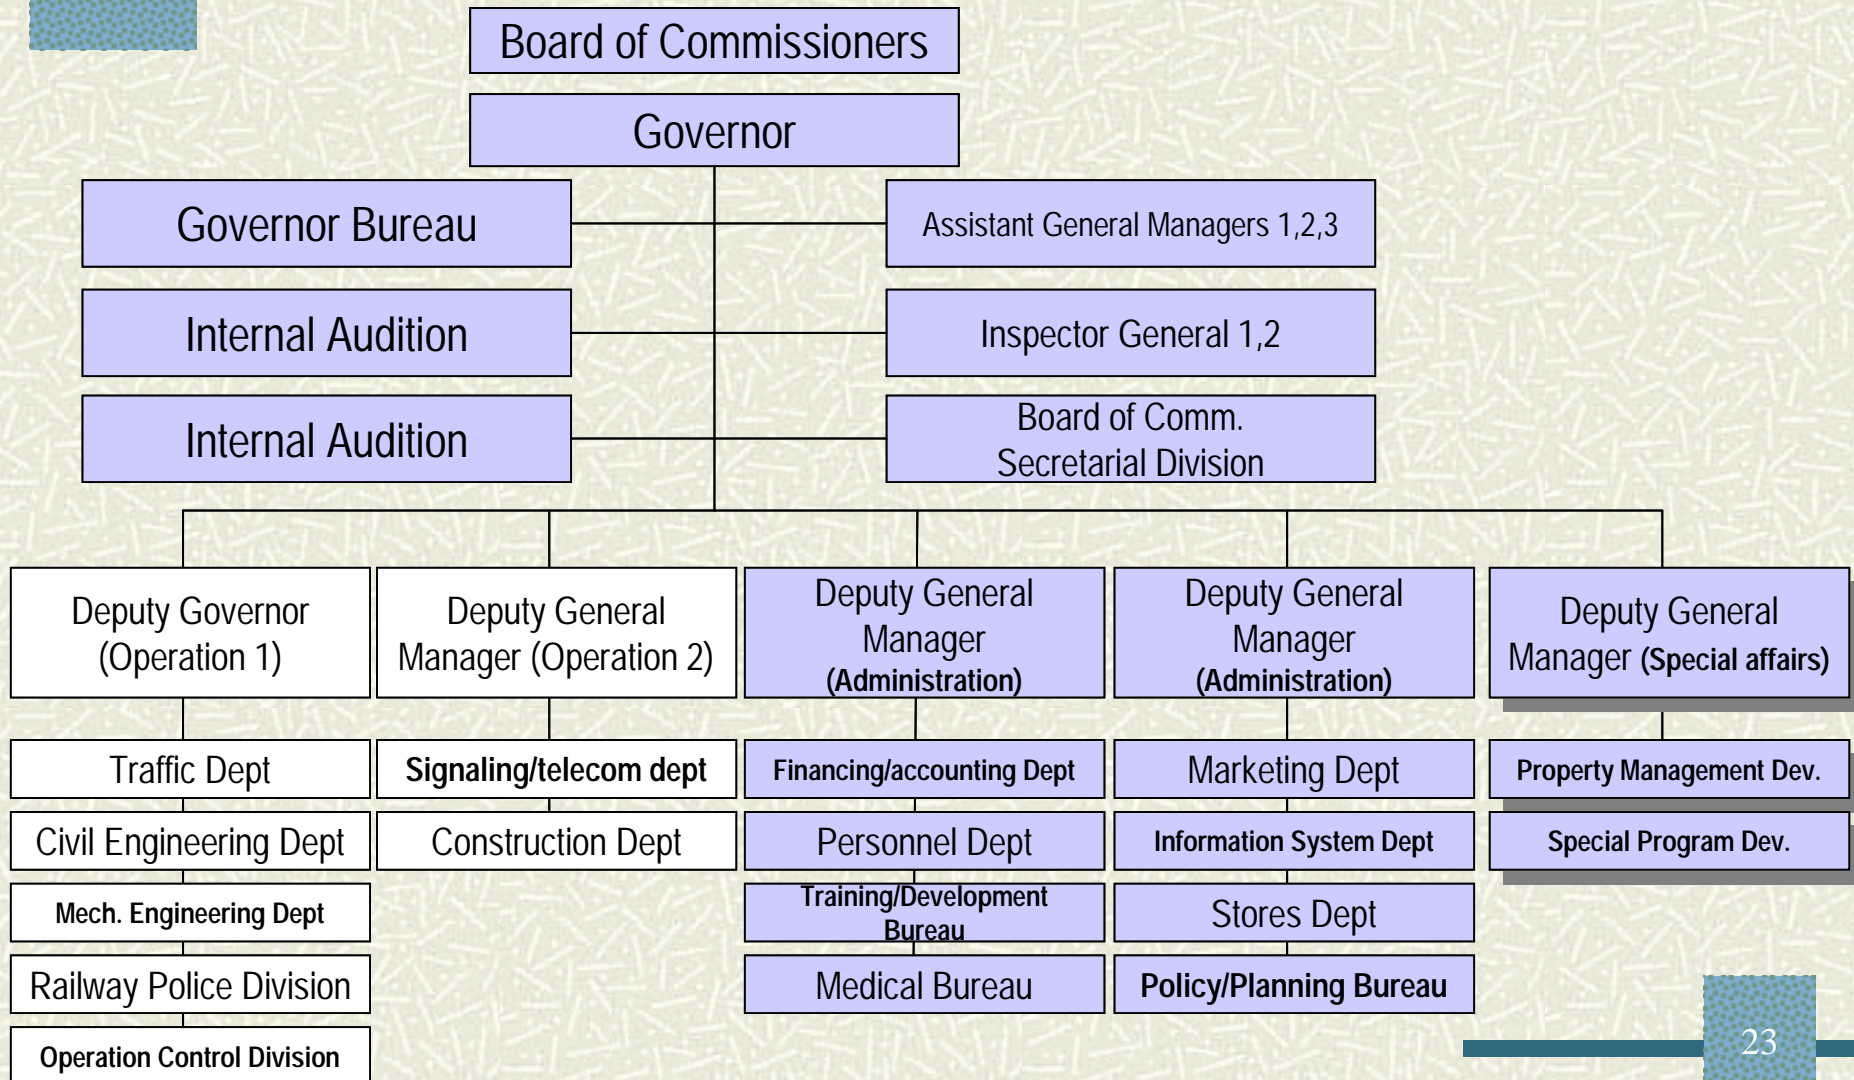 Board of Commissioners
Governor
Governor Bureau
Assistant General Managers 1,2,3
Internal Audition
Inspector General 1,2
Internal Audition
Board of Comm.
Secretarial Division
Deputy Governor
(Operation 1)
Deputy General
Manager (Operation 2)
Deputy General
Manager
(Administration)
Deputy General
Manager
(Administration)
Deputy General
Manager (Special affairs)
Traffic Dept
Civil Engineering Dept
Mech. Engineering Dept
Railway Police Division
Operation Control Division
Signaling/telecom dept
Construction Dept
Financing/accounting Dept
Personnel Dept
Training/Development
Bureau
Medical Bureau
Marketing Dept
Information System Dept
Stores Dept
Policy/Planning Bureau
Property Management Dev.
Special Program Dev.
23